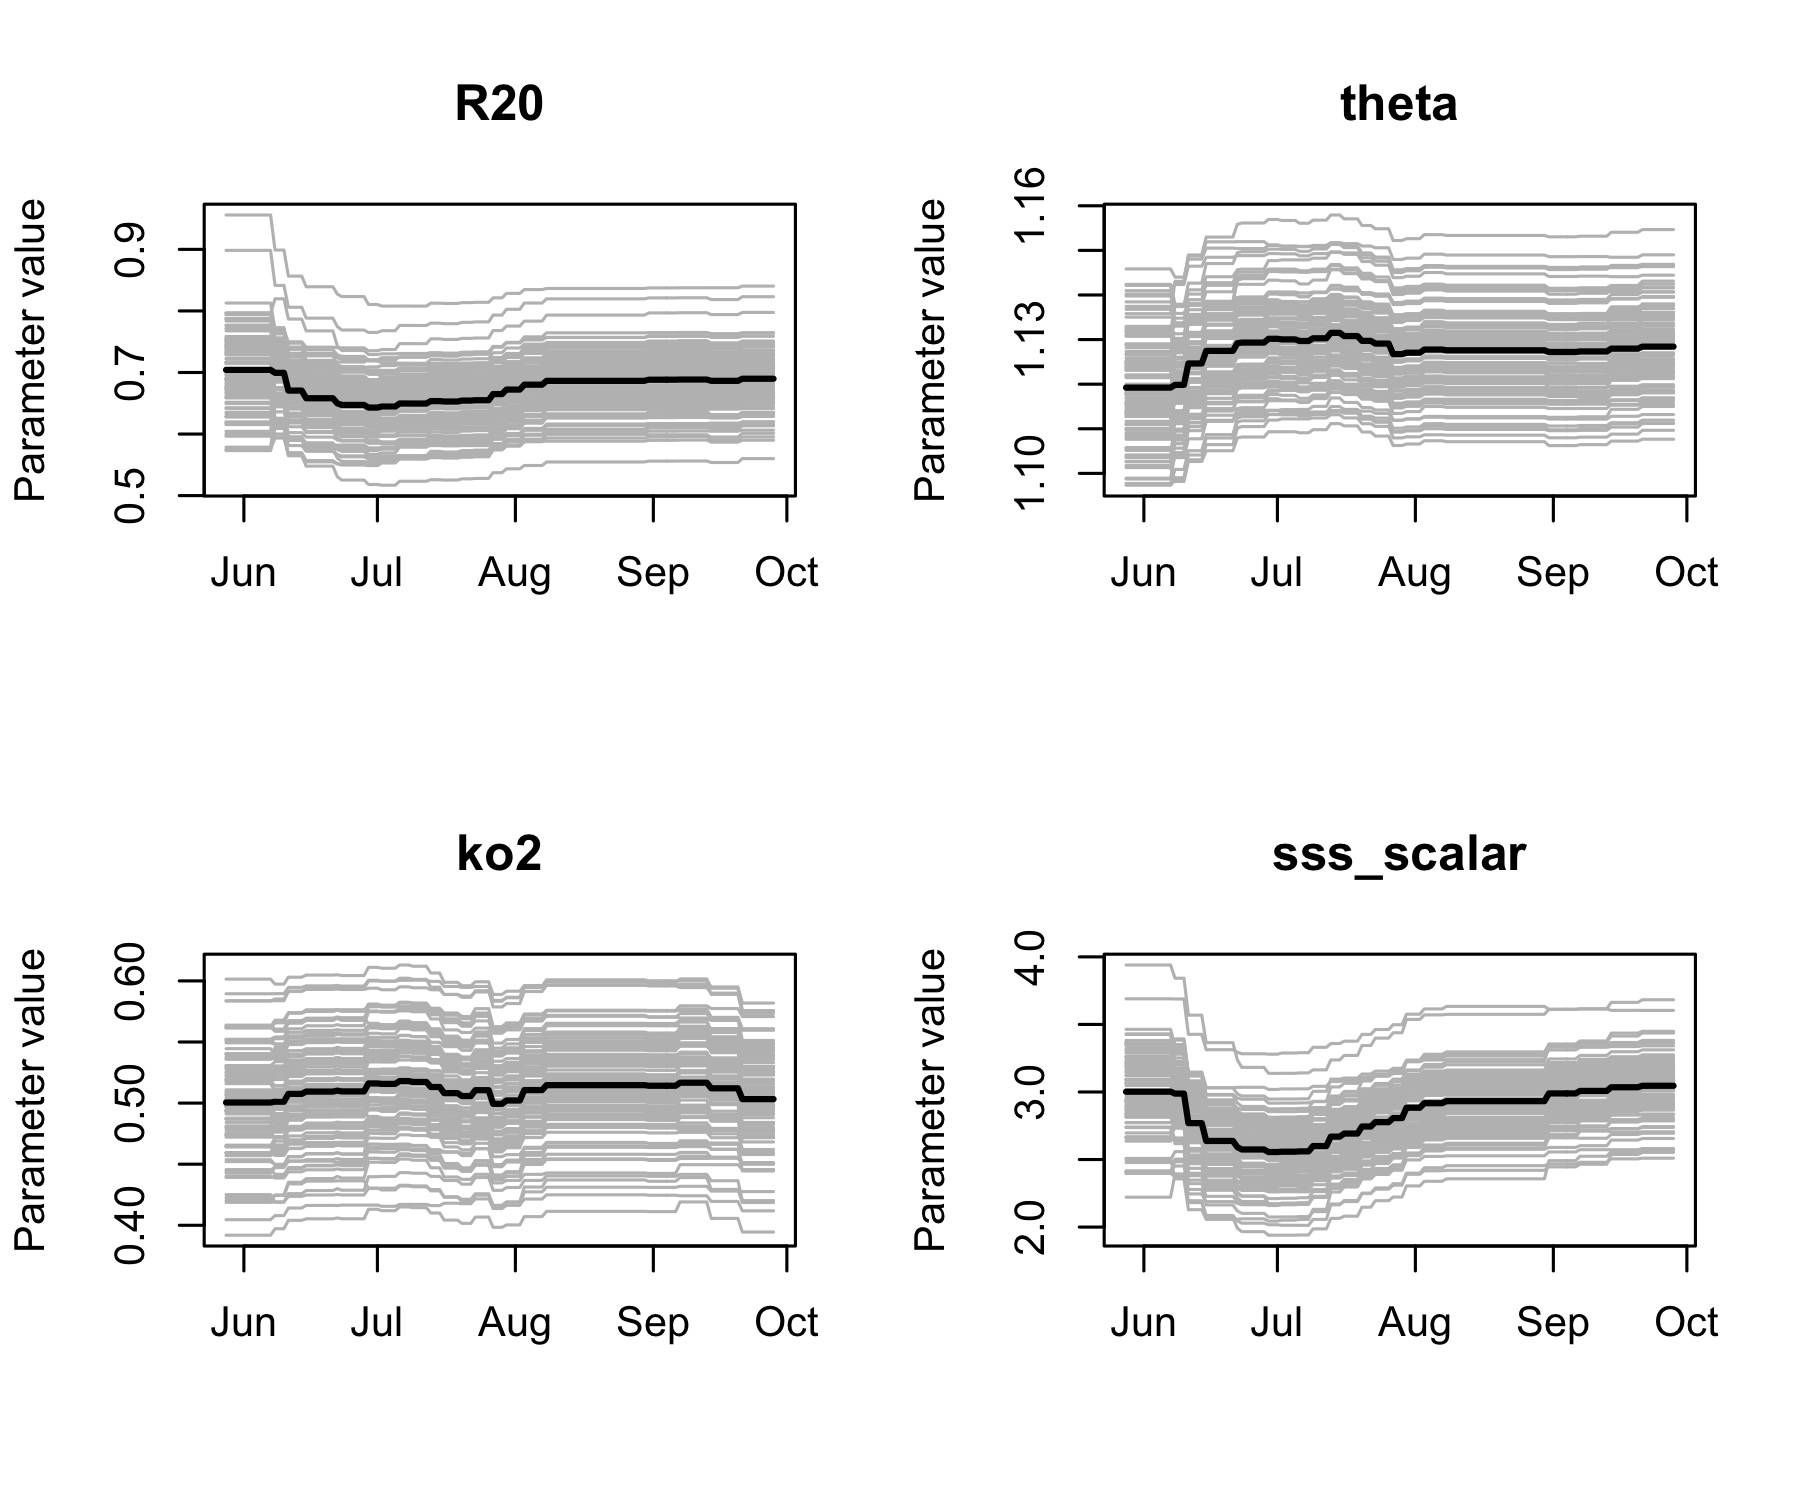 R20
Parameter value
0.9
0.7
0.5
Jun Jul Aug Sep Oct
theta
Parameter value
1.16
1.13
1.10
Jun Jul Aug Sep Oct
ko2
Parameter value
0.60
0.50
0.40
Jun Jul Aug Sep Oct
sss_scalar
Parameter value
4.0
3.0
2.0
Jun Jul Aug Sep Oct